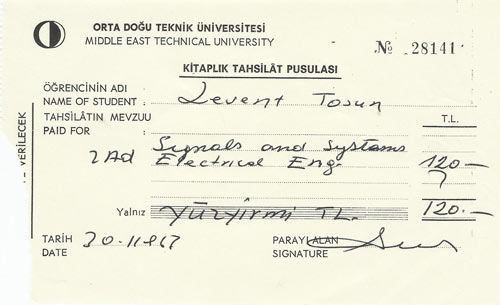 ORTA DOĞU TEKNİK ÜNİVERSİTESİ
MIDDLE EAST TECHNICAL UNIVERSITY
№ 28141
KİTAPLIK TAHSİLÂT PUSULASI
ÖĞRENCİNİN ADI
NAME OF STUDENT : Levent Tosun
TAHSİLÂTIN MEVZUU T.L.
PAID FOR :
2 Ad Signals and Systems
Electrical Eng. 120-
Yalnız Yüzyirmi TL. 120.-
TARİH 30-11-967 PARAYI ALAN
DATE SIGNATURE
VERİLECEK